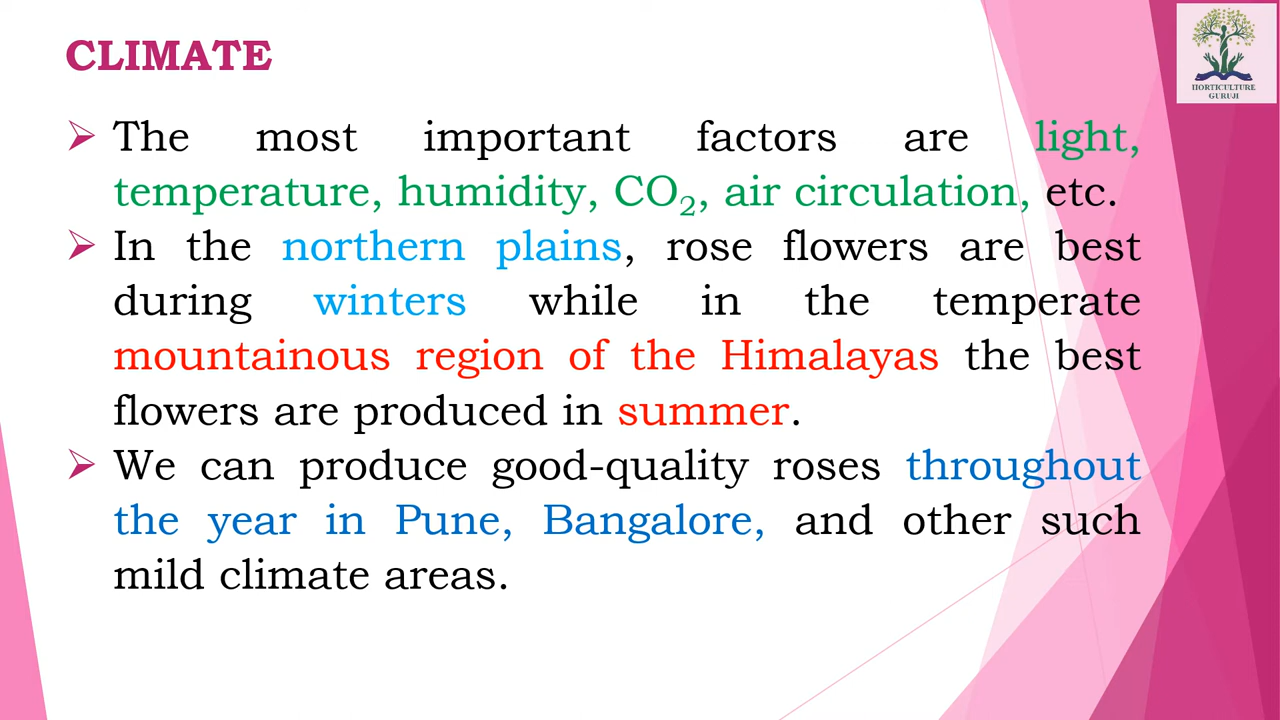 CLIMATE
HORTICULTURE
GURUJI
➢ The most important factors are light,
temperature, humidity, CO₂, air circulation, etc.
➢ In the northern plains, rose flowers are best
during winters while in the temperate
mountainous region of the Himalayas the best
flowers are produced in summer.
➢ We can produce good-quality roses throughout
the year in Pune, Bangalore, and other such
mild climate areas.